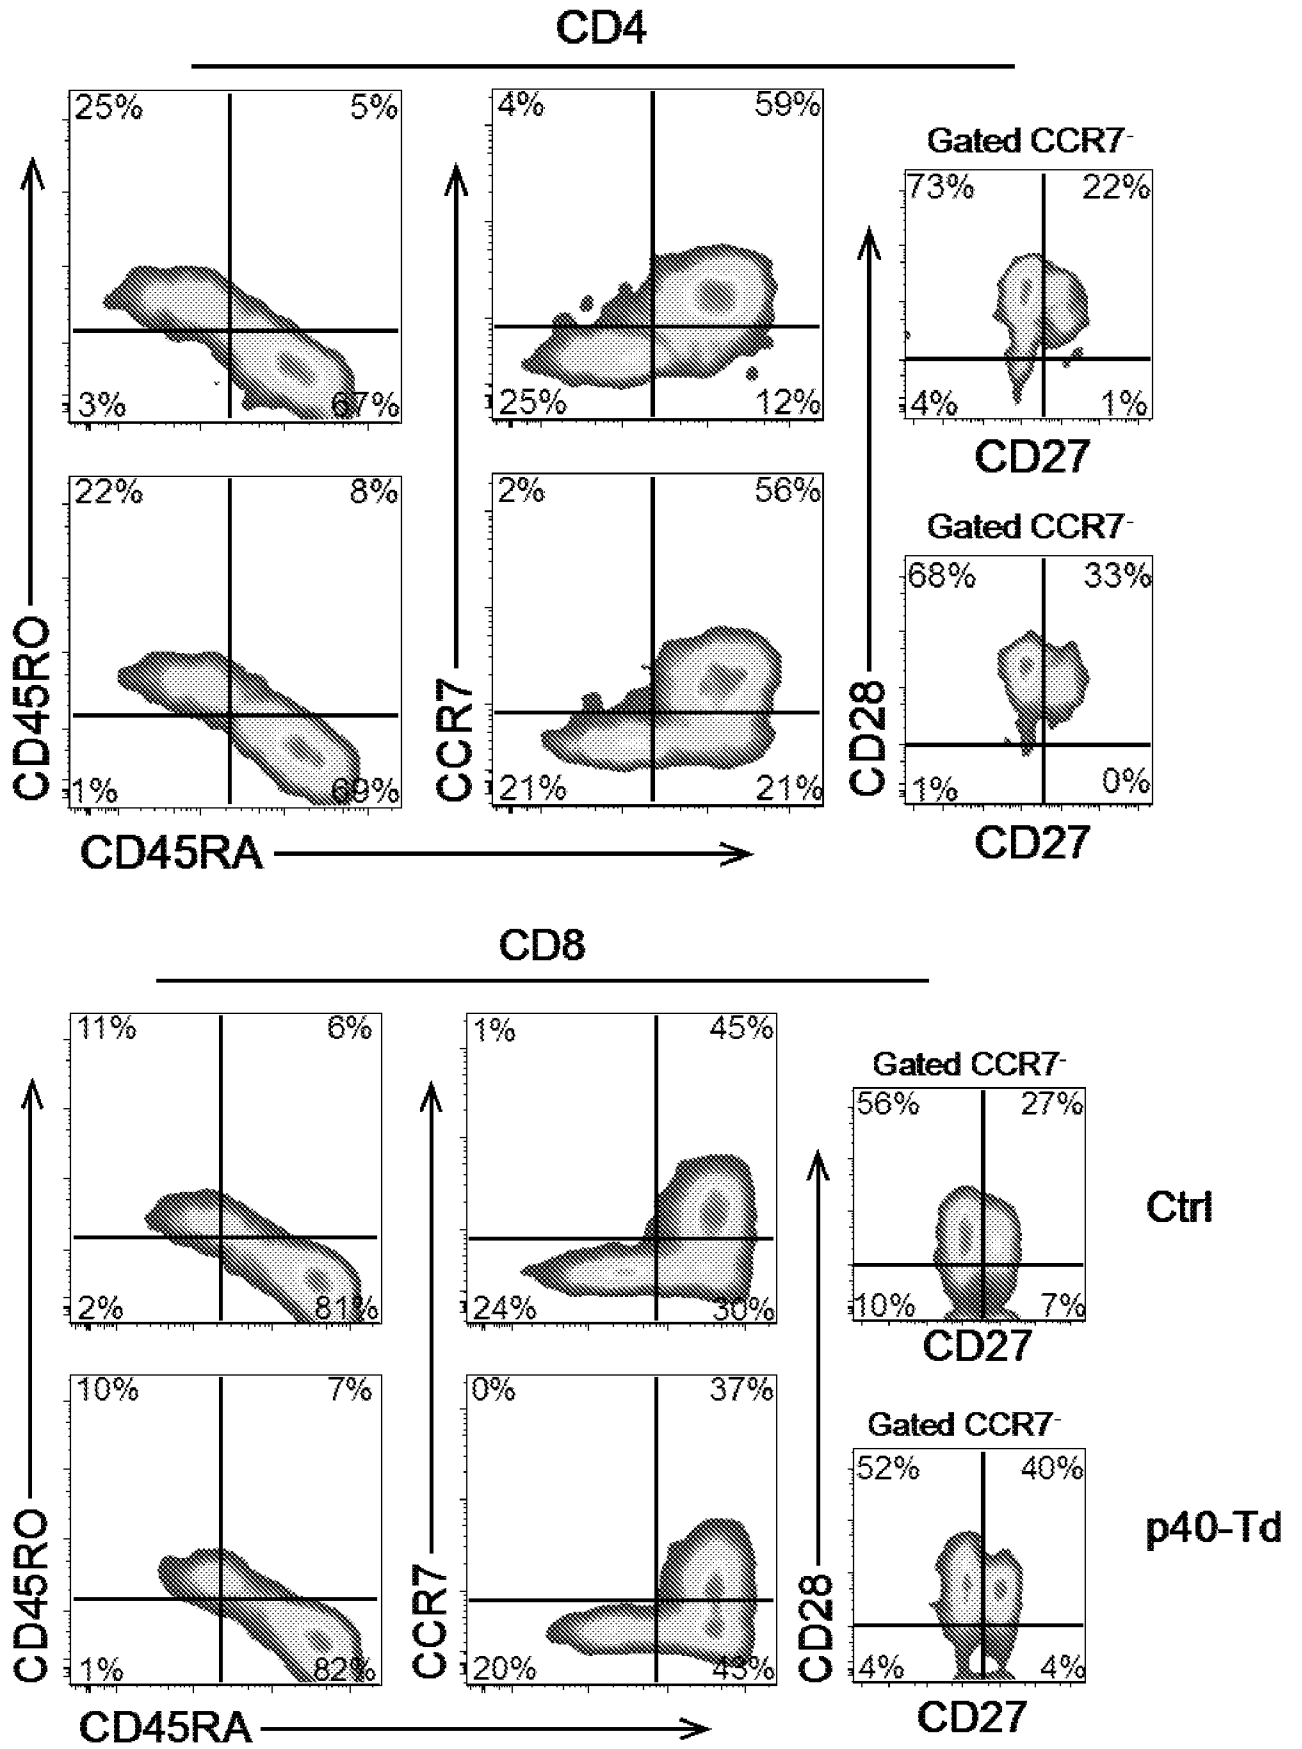 CD4
25% 5%
3% 67%
4% 59%
25% 12%
Gated CCR7-
73% 22%
4% 1%
CD27
22% 8%
1% 69%
2% 56%
21% 21%
Gated CCR7-
68% 33%
1% 0%
CD27
CD45RO
CCR7
CD28
CD45RA
CD8
11% 6%
2% 81%
1% 45%
24% 30%
Gated CCR7-
56% 27%
10% 7%
CD27
Ctrl
10% 7%
1% 82%
0% 37%
20% 43%
Gated CCR7-
52% 40%
4% 4%
CD27
p40-Td
CD45RO
CCR7
CD28
CD45RA